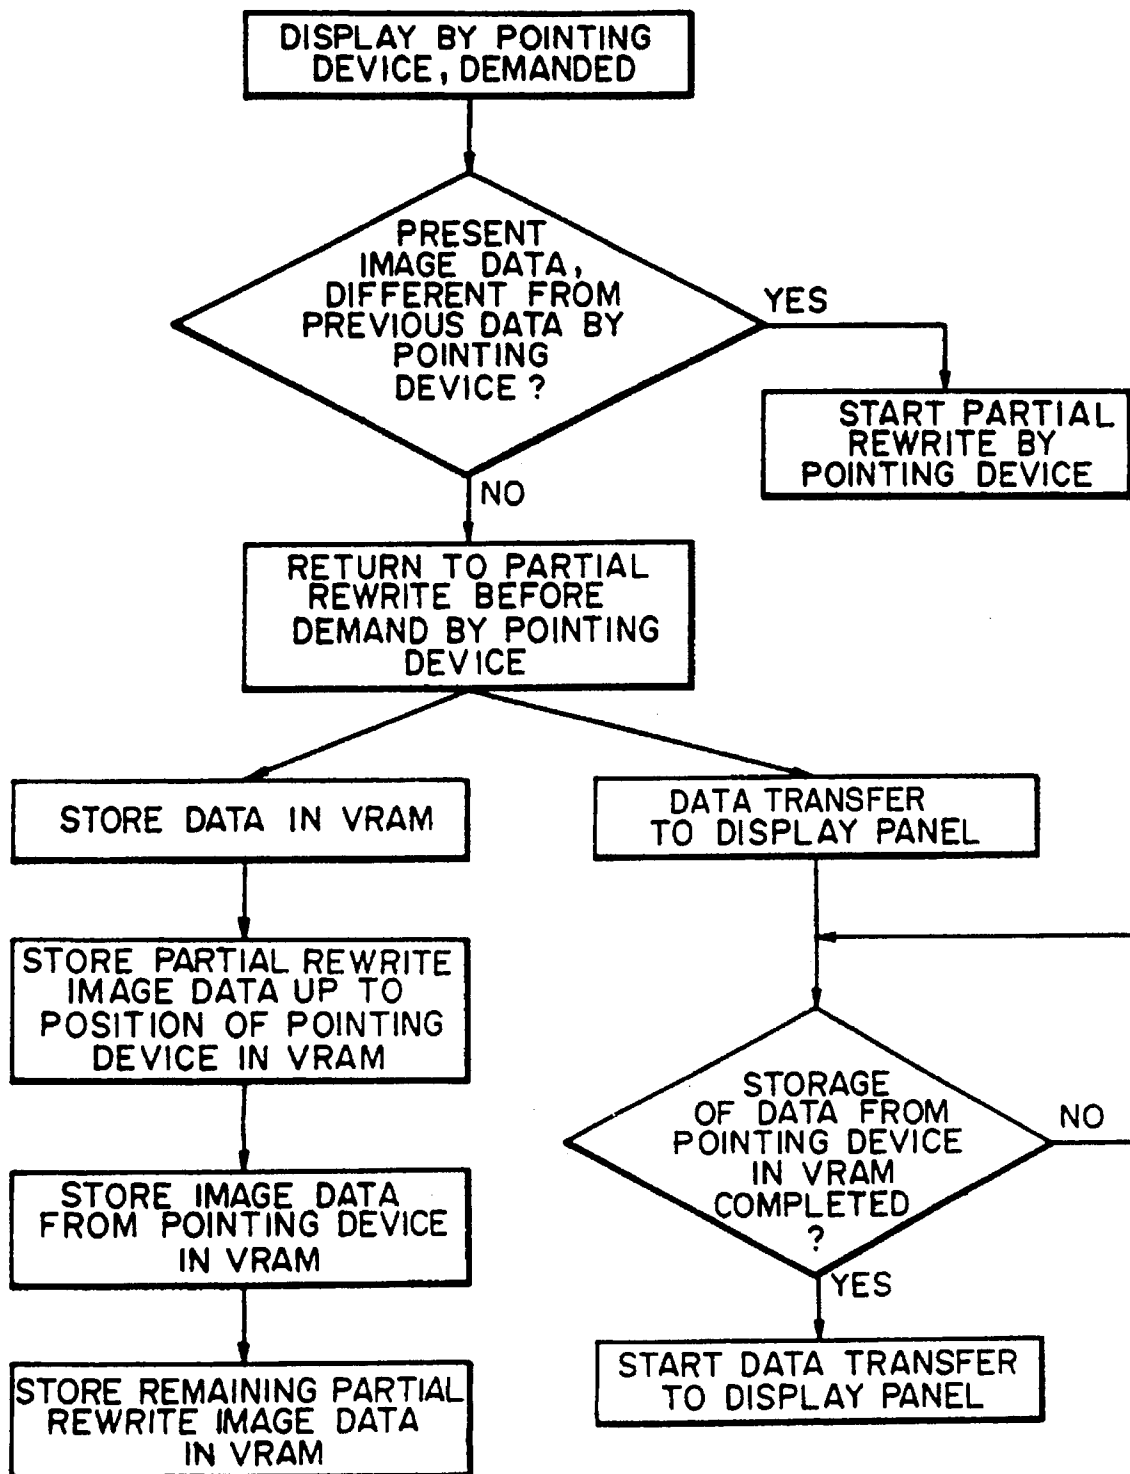 DISPLAY BY POINTING
DEVICE, DEMANDED
PRESENT
IMAGE DATA,
DIFFERENT FROM
PREVIOUS DATA BY
POINTING
DEVICE ?
YES
START PARTIAL
REWRITE BY
POINTING DEVICE
NO
RETURN TO PARTIAL
REWRITE BEFORE
DEMAND BY POINTING
DEVICE
STORE DATA IN VRAM
DATA TRANSFER
TO DISPLAY PANEL
STORE PARTIAL REWRITE
IMAGE DATA UP TO
POSITION OF POINTING
DEVICE IN VRAM
STORAGE
OF DATA FROM
POINTING DEVICE
IN VRAM
COMPLETED
?
NO
YES
STORE IMAGE DATA
FROM POINTING DEVICE
IN VRAM
START DATA TRANSFER
TO DISPLAY PANEL
STORE REMAINING PARTIAL
REWRITE IMAGE DATA
IN VRAM